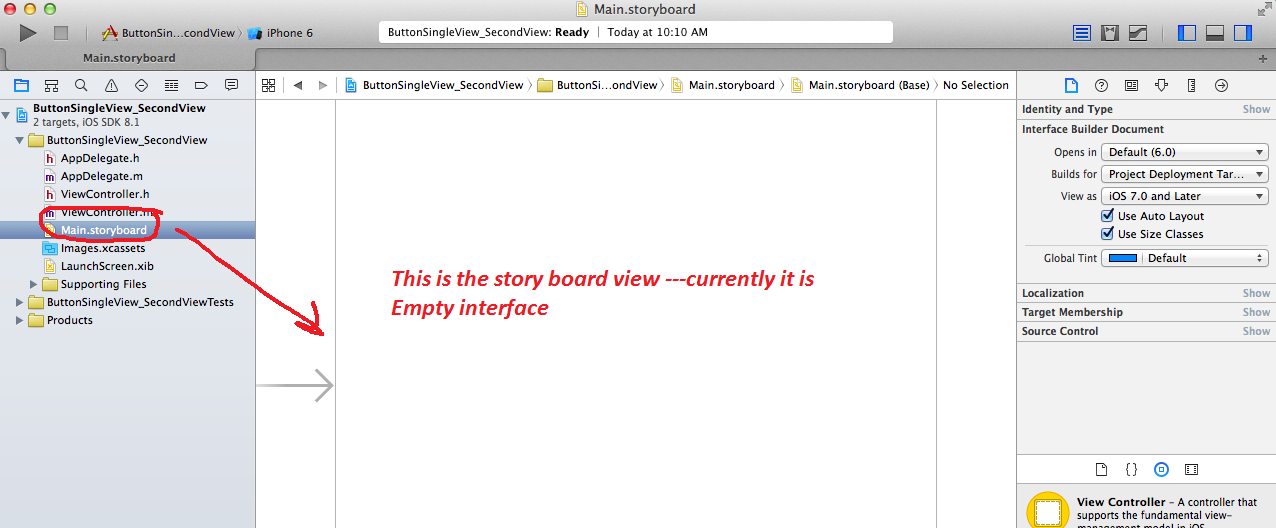 Main.storyboard
ButtonSin...condView⟩ iPhone 6
ButtonSingleView_SecondView: Ready | Today at 10:10 AM
Main.storyboard
+
ButtonSingleView_SecondView ⟩ ButtonSi...ondView ⟩ Main.storyboard ⟩ Main.storyboard (Base) ⟩ No Selection
ButtonSingleView_SecondView
2 targets, iOS SDK 8.1
ButtonSingleView_SecondView
h AppDelegate.h
m AppDelegate.m
h ViewController.h
m ViewController.m
Main.storyboard
Images.xcassets
LaunchScreen.xib
Supporting Files
ButtonSingleView_SecondViewTests
Products
This is the story board view ---currently it is
Empty interface
Identity and Type Show
Interface Builder Document
Opens in Default (6.0)
Builds for Project Deployment Tar...
View as iOS 7.0 and Later
Use Auto Layout
Use Size Classes
Global Tint Default
Localization Show
Target Membership Show
Source Control Show
{}
View Controller - A controller that
supports the fundamental view-
management model in iOS.